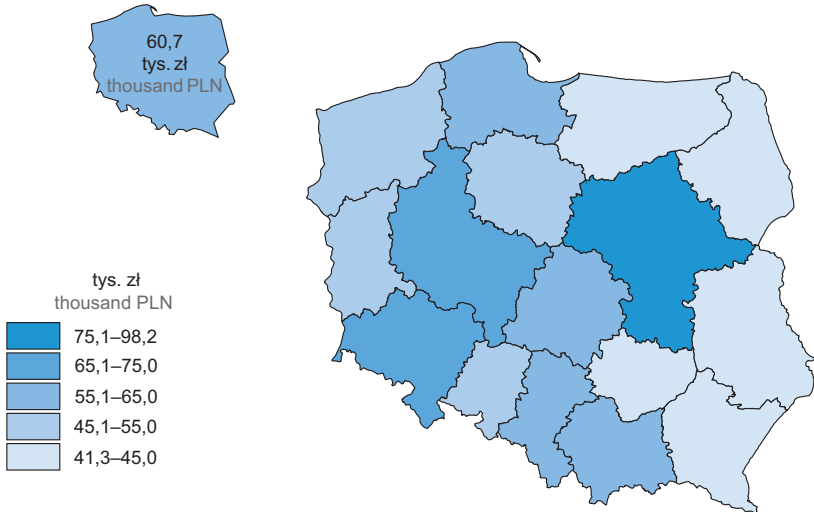 60,7
tys. zł
thousand PLN
tys. zł
thousand PLN
75,1–98,2
65,1–75,0
55,1–65,0
45,1–55,0
41,3–45,0